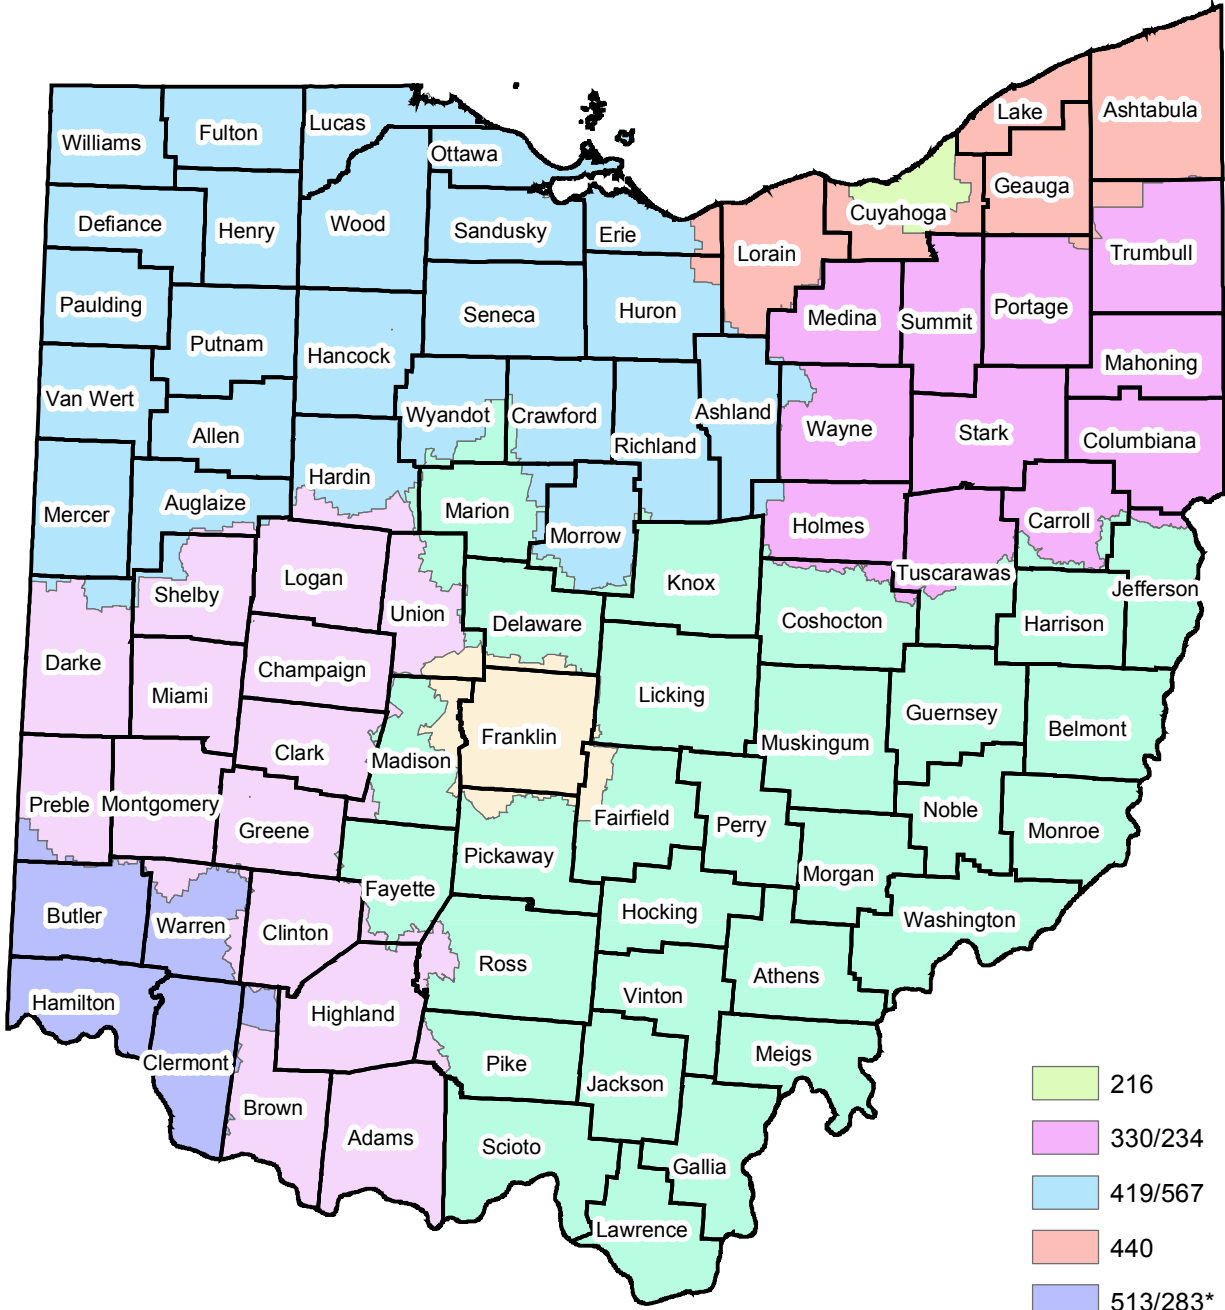 Williams
Fulton
Lucas
Ottawa
Lake
Ashtabula
Defiance
Henry
Wood
Sandusky
Erie
Lorain
Cuyahoga
Geauga
Trumbull
Paulding
Putnam
Hancock
Seneca
Huron
Medina
Summit
Portage
Mahoning
Van Wert
Allen
Wyandot
Crawford
Richland
Ashland
Wayne
Stark
Columbiana
Mercer
Auglaize
Hardin
Marion
Morrow
Holmes
Tuscarawas
Carroll
Jefferson
Shelby
Logan
Union
Delaware
Knox
Coshocton
Harrison
Darke
Miami
Champaign
Clark
Madison
Franklin
Licking
Muskingum
Guernsey
Belmont
Preble
Montgomery
Greene
Fayette
Pickaway
Fairfield
Perry
Morgan
Noble
Monroe
Butler
Warren
Clinton
Ross
Hocking
Athens
Washington
Hamilton
Clermont
Highland
Pike
Vinton
Jackson
Meigs
Brown
Adams
Scioto
Gallia
Lawrence
216
330/234
419/567
440
513/283*